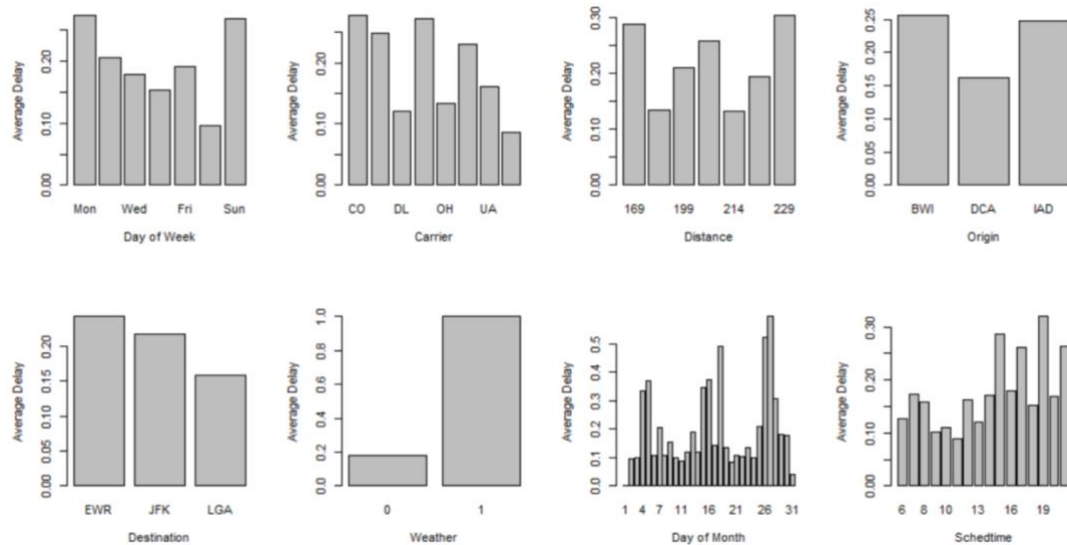 Average Delay
0.00 0.10 0.20
Mon Wed Fri Sun
Day of Week
Average Delay
0.00 0.10 0.20
CO DL OH UA
Carrier
Average Delay
0.00 0.10 0.20 0.30
169 199 214 229
Distance
Average Delay
0.00 0.05 0.10 0.15 0.20 0.25
BWI DCA IAD
Origin
Average Delay
0.00 0.05 0.10 0.15 0.20
EWR JFK LGA
Destination
Average Delay
0.0 0.2 0.4 0.6 0.8 1.0
0 1
Weather
Average Delay
0.0 0.1 0.2 0.3 0.4 0.5
1 4 7 11 16 21 26 31
Day of Month
Average Delay
0.00 0.10 0.20 0.30
6 8 10 13 16 19
Schedtime